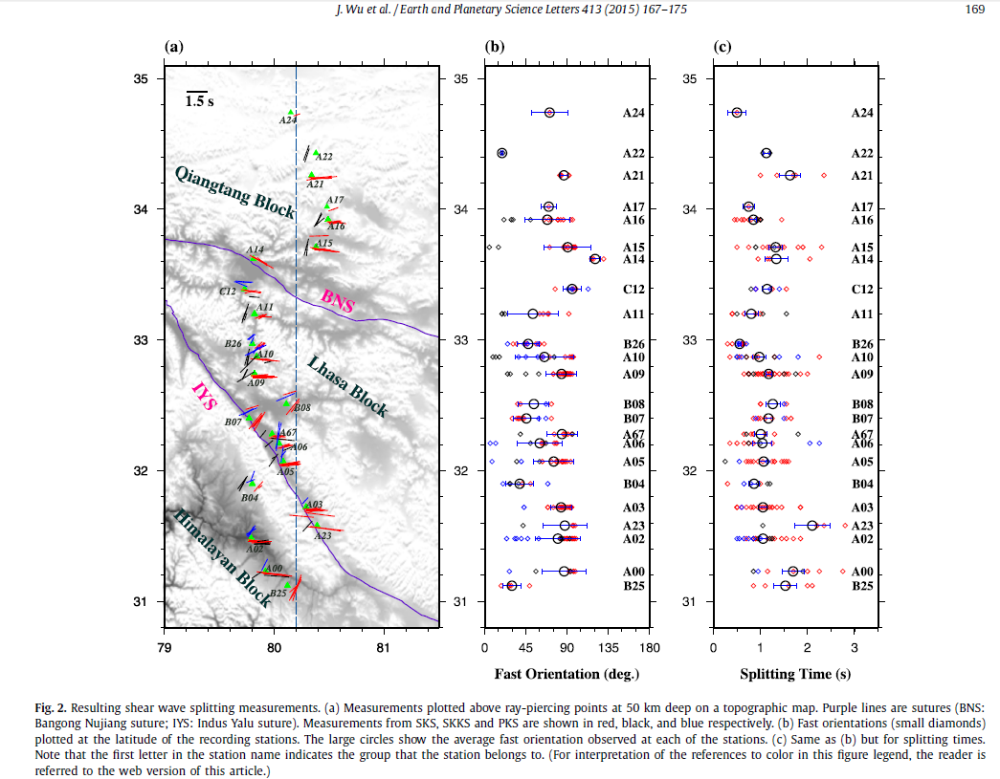 J. Wu et al. / Earth and Planetary Science Letters 413 (2015) 167–175
169
(a)
35
34
33
32
31
79
80
81
1.5 s
A24
A22
A21
A17
A16
A15
A14
C12
A11
B26
A10
A09
B08
B07
A67
A06
A05
B04
A03
A23
A02
A00
B25
Qiangtang Block
BNS
Lhasa Block
IYS
Himalayan Block
(b)
35
34
33
32
31
A24
A22
A21
A17
A16
A15
A14
C12
A11
B26
A10
A09
B08
B07
A67
A06
A05
B04
A03
A23
A02
A00
B25
0
45
90
135
180
Fast Orientation (deg.)
(c)
35
34
33
32
31
A24
A22
A21
A17
A16
A15
A14
C12
A11
B26
A10
A09
B08
B07
A67
A06
A05
B04
A03
A23
A02
A00
B25
0
1
2
3
Splitting Time (s)
Fig. 2. Resulting shear wave splitting measurements. (a) Measurements plotted above ray-piercing points at 50 km deep on a topographic map. Purple lines are sutures (BNS:
Bangong Nujiang suture; IYS: Indus Yalu suture). Measurements from SKS, SKKS and PKS are shown in red, black, and blue respectively. (b) Fast orientations (small diamonds)
plotted at the latitude of the recording stations. The large circles show the average fast orientation observed at each of the stations. (c) Same as (b) but for splitting times.
Note that the first letter in the station name indicates the group that the station belongs to. (For interpretation of the references to color in this figure legend, the reader is
referred to the web version of this article.)